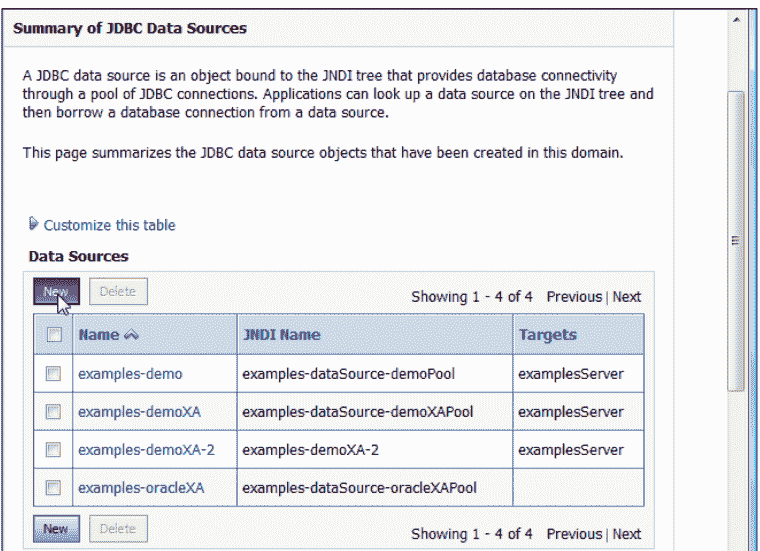 Summary of JDBC Data Sources
A JDBC data source is an object bound to the JNDI tree that provides database connectivity
through a pool of JDBC connections. Applications can look up a data source on the JNDI tree and
then borrow a database connection from a data source.
This page summarizes the JDBC data source objects that have been created in this domain.
Customize this table
Data Sources
New Delete Showing 1 - 4 of 4 Previous | Next
Name JNDI Name Targets
examples-demo examples-dataSource-demoPool examplesServer
examples-demoXA examples-dataSource-demoXAPool examplesServer
examples-demoXA-2 examples-demoXA-2 examplesServer
examples-oracleXA examples-dataSource-oracleXAPool
New Delete Showing 1 - 4 of 4 Previous | Next